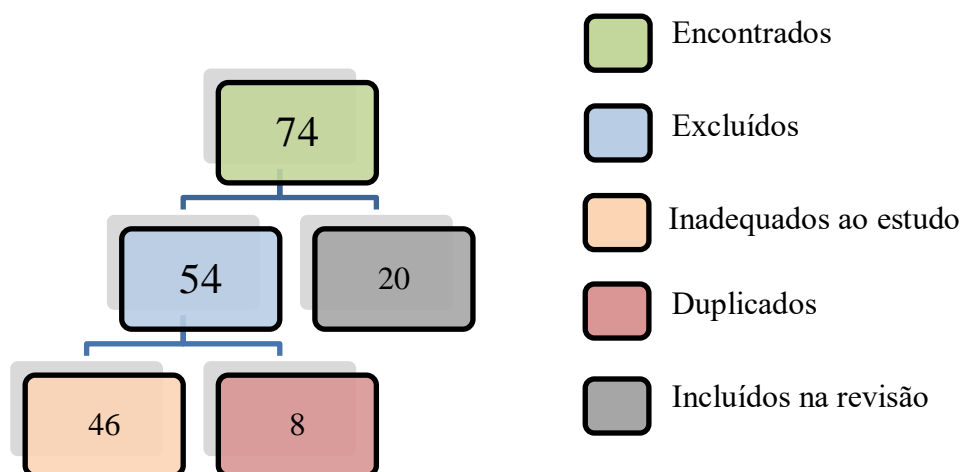 74
54
20
46
8
Encontrados
Excluídos
Inadequados ao estudo
Duplicados
Incluídos na revisão